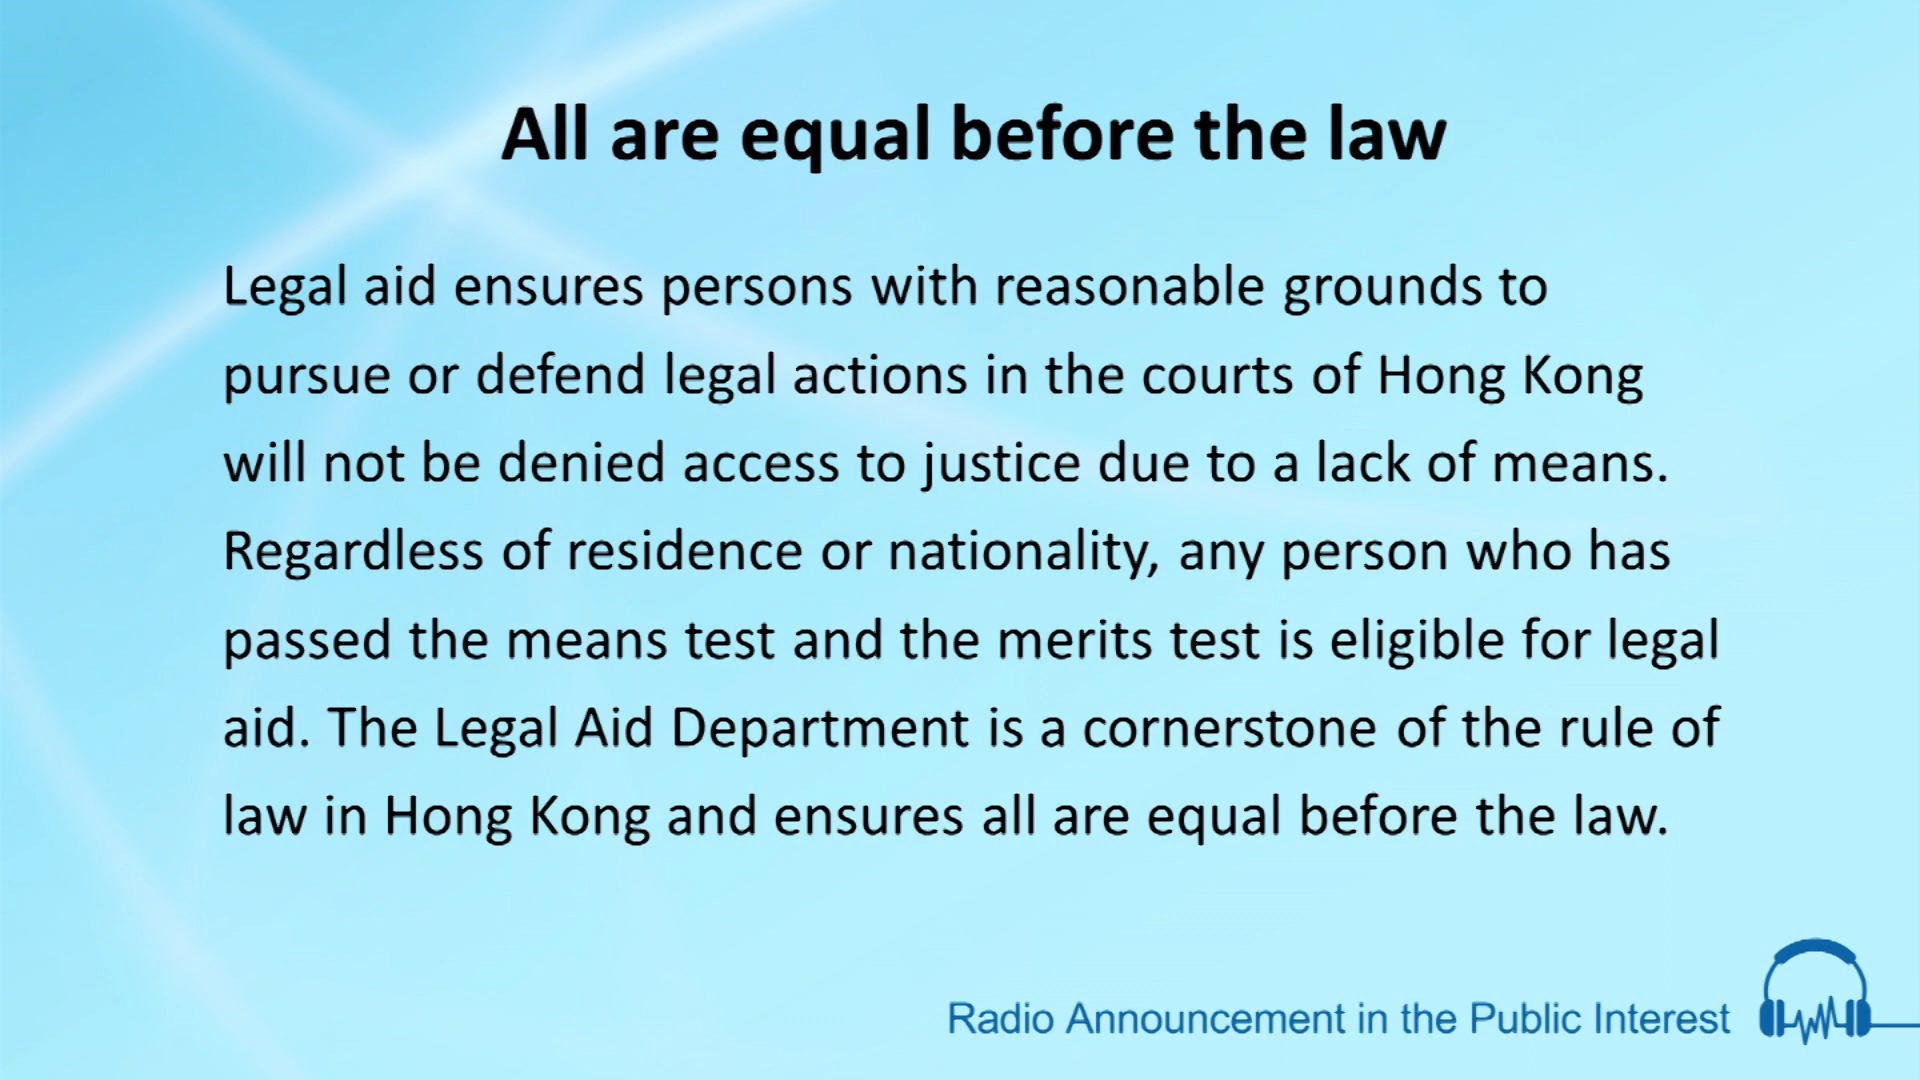 All are equal before the law
Legal aid ensures persons with reasonable grounds to
pursue or defend legal actions in the courts of Hong Kong
will not be denied access to justice due to a lack of means.
Regardless of residence or nationality, any person who has
passed the means test and the merits test is eligible for legal
aid. The Legal Aid Department is a cornerstone of the rule of
law in Hong Kong and ensures all are equal before the law.
Radio Announcement in the Public Interest